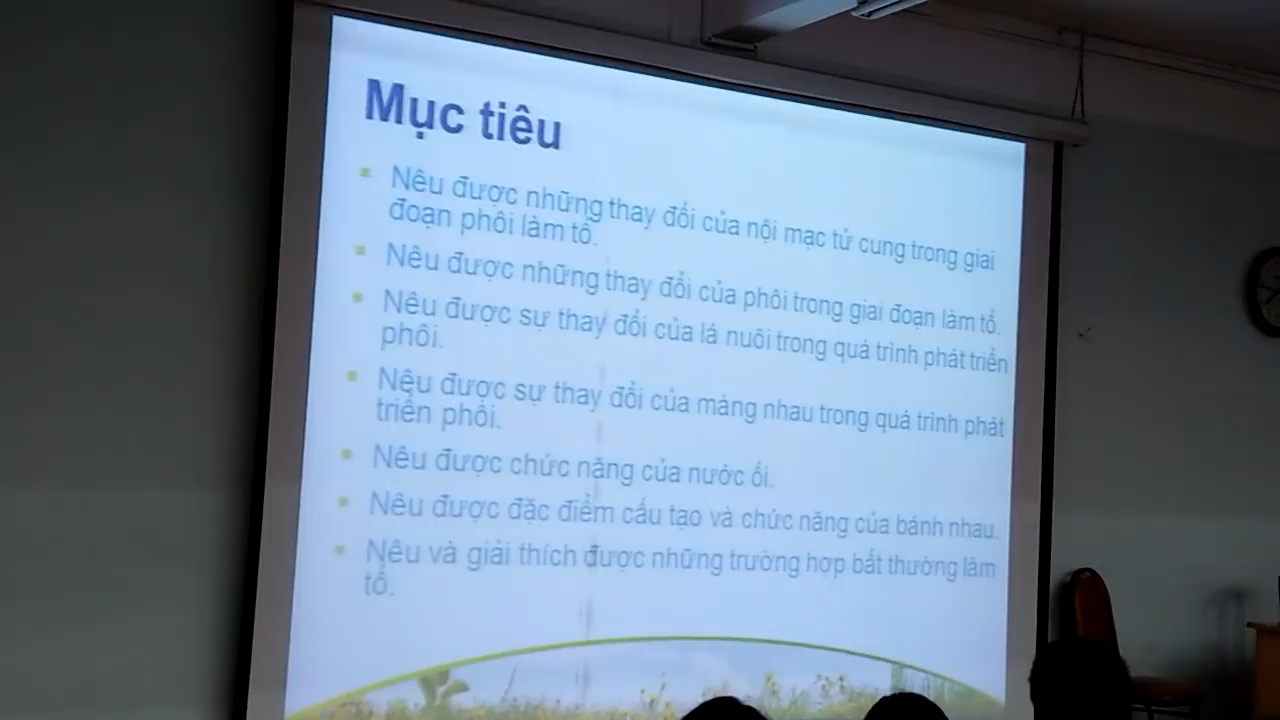 Mục tiêu
Nêu được những thay đổi của nội mạc tử cung trong giai
đoạn phôi làm tổ.
Nêu được những thay đổi của phôi trong giai đoạn làm tổ.
Nêu được sự thay đổi của lá nuôi trong quá trình phát triển
phôi.
Nêu được sự thay đổi của màng nhau trong quá trình phát
triển phôi.
Nêu được chức năng của nước ối.
Nêu được đặc điểm cấu tạo và chức năng của bánh nhau.
Nêu và giải thích được những trường hợp bất thường làm
tổ.